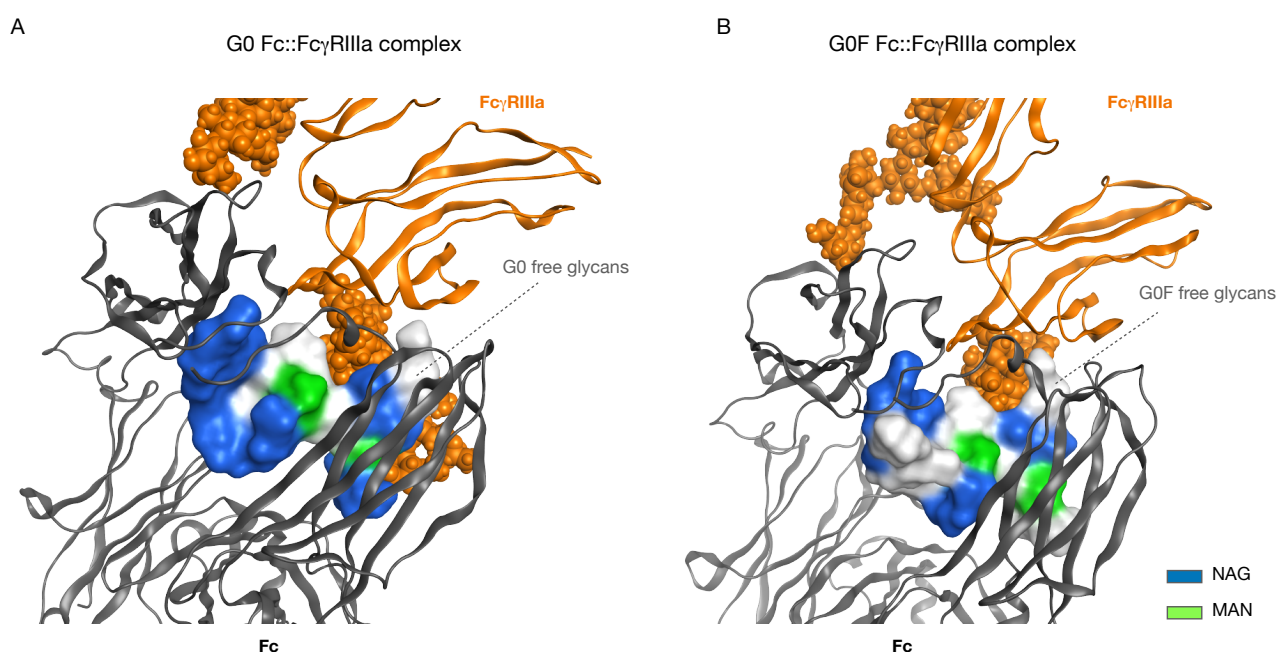 A
G0 Fc::FcγRIIIa complex
FcγRIIIa
G0 free glycans
Fc
B
G0F Fc::FcγRIIIa complex
FcγRIIIa
G0F free glycans
NAG
MAN
Fc